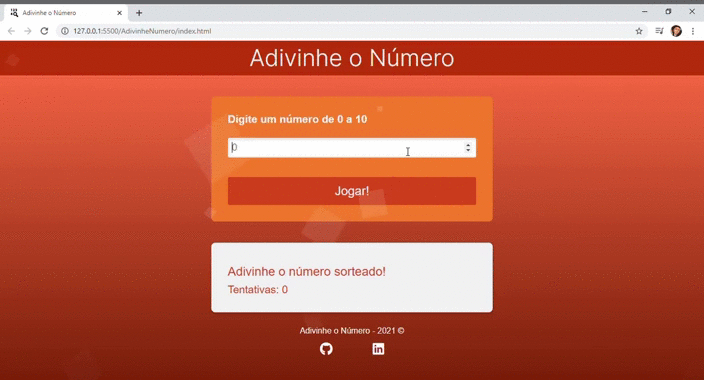 Adivinhe o Número
127.0.0.1:5500/AdivinheNumero/index.html
Adivinhe o Número
Digite um número de 0 a 10
0
Jogar!
Adivinhe o número sorteado!
Tentativas: 0
Adivinhe o Número - 2021 ©